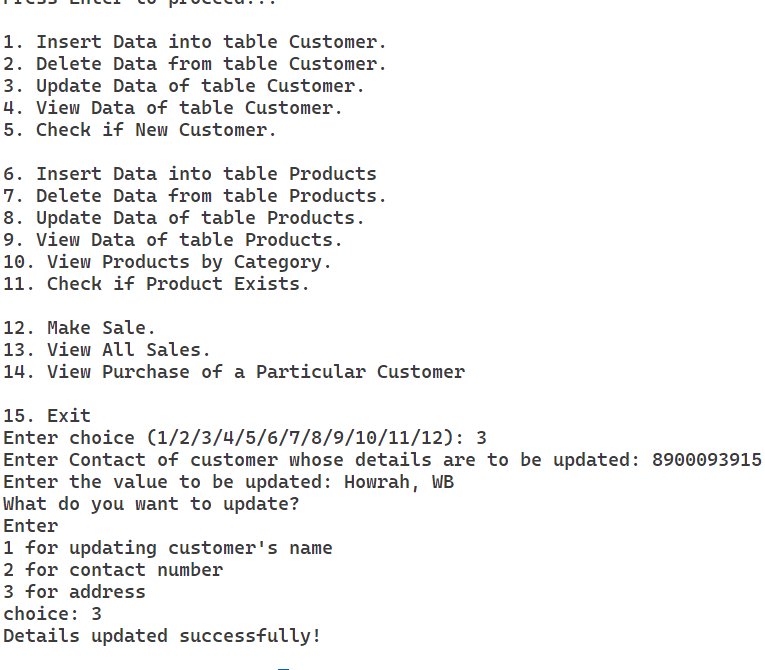 Press Enter to proceed...
1. Insert Data into table Customer.
2. Delete Data from table Customer.
3. Update Data of table Customer.
4. View Data of table Customer.
5. Check if New Customer.
6. Insert Data into table Products
7. Delete Data from table Products.
8. Update Data of table Products.
9. View Data of table Products.
10. View Products by Category.
11. Check if Product Exists.
12. Make Sale.
13. View All Sales.
14. View Purchase of a Particular Customer
15. Exit
Enter choice (1/2/3/4/5/6/7/8/9/10/11/12): 3
Enter Contact of customer whose details are to be updated: 8900093915
Enter the value to be updated: Howrah, WB
What do you want to update?
Enter
1 for updating customer's name
2 for contact number
3 for address
choice: 3
Details updated successfully!